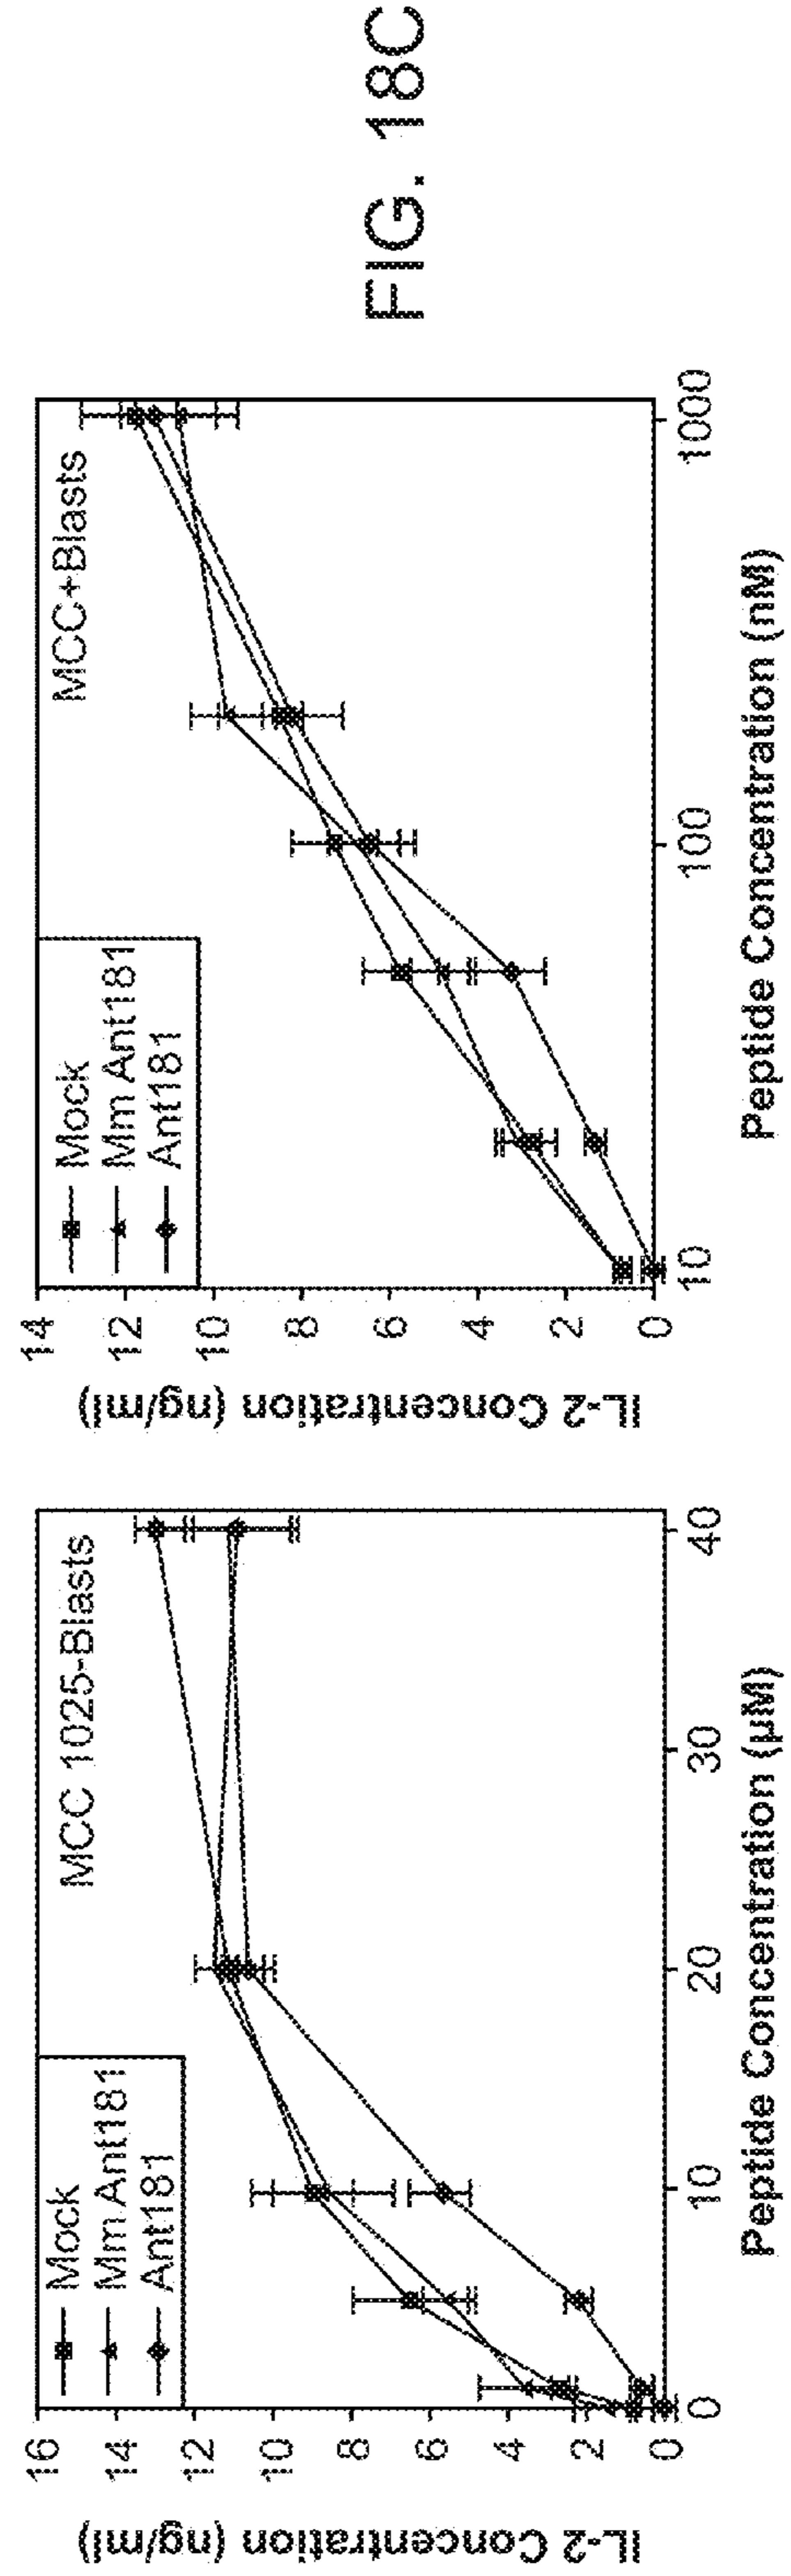 MCC 1025-Blasts
Mock
Mm Ant181
Ant181
IL-2 Concentration (ng/ml)
16
14
12
10
8
6
4
2
0
0
10
20
30
40
Peptide Concentration (µM)
MCC+Blasts
Mock
Mm Ant181
Ant181
IL-2 Concentration (ng/ml)
14
12
10
8
6
4
2
0
10
100
1000
Peptide Concentration (nM)
FIG. 18C